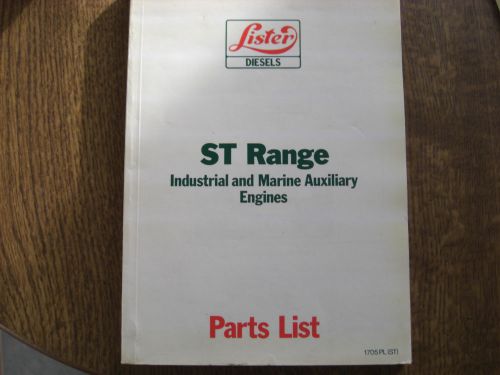 Lister
DIESELS
ST Range
Industrial and Marine Auxiliary
Engines
Parts List
1705 PL (ST)